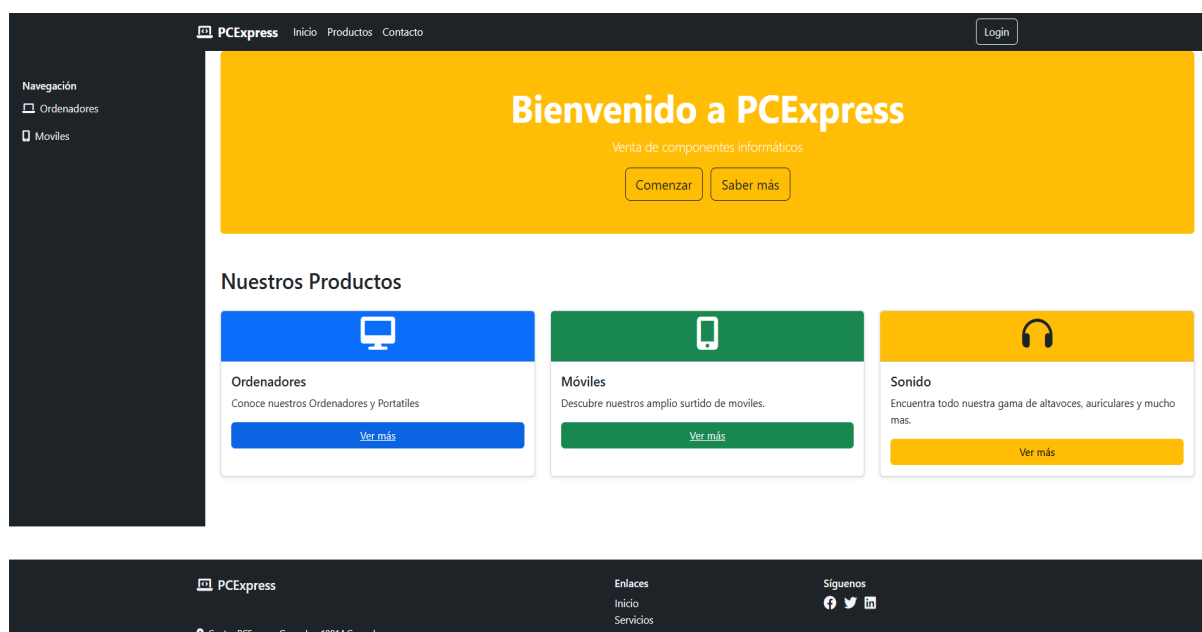 PCExpress Inicio Productos Contacto Login
Navegación
Ordenadores
Moviles
Bienvenido a PCExpress
Venta de componentes informáticos
Comenzar Saber más
Nuestros Productos
Ordenadores
Conoce nuestros Ordenadores y Portatiles
Ver más
Móviles
Descubre nuestros amplio surtido de moviles.
Ver más
Sonido
Encuentra todo nuestra gama de altavoces, auriculares y mucho
mas.
Ver más
PCExpress
Enlaces
Inicio
Servicios
Síguenos